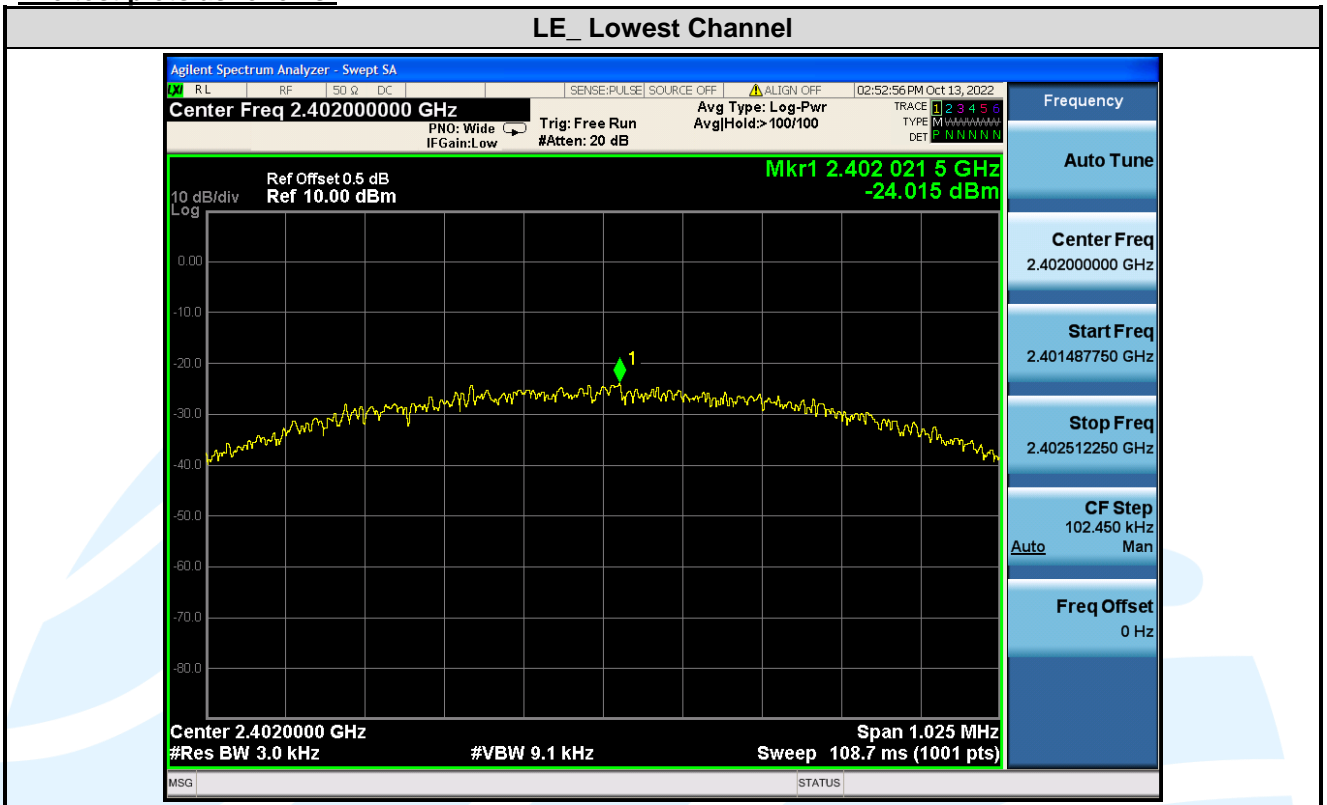 LE_ Lowest Channel
Agilent Spectrum Analyzer - Swept SA
LXI RL RF 50 Ω DC SENSE:PULSE SOURCE OFF ALIGN OFF 02:52:56 PM Oct 13, 2022
Center Freq 2.402000000 GHz
PNO: Wide
IFGain:Low
Trig: Free Run
#Atten: 20 dB
Avg Type: Log-Pwr
Avg|Hold:>100/100
TRACE 1 2 3 4 5 6
TYPE M
DET P N N N N N
Mkr1 2.402 021 5 GHz
-24.015 dBm
Ref Offset 0.5 dB
10 dB/div Ref 10.00 dBm
Log
0.00
-10.0
-20.0
-30.0
-40.0
-50.0
-60.0
-70.0
-80.0
1
Center 2.4020000 GHz Span 1.025 MHz
#Res BW 3.0 kHz #VBW 9.1 kHz Sweep 108.7 ms (1001 pts)
MSG STATUS
Frequency
Auto Tune
Center Freq
2.402000000 GHz
Start Freq
2.401487750 GHz
Stop Freq
2.402512250 GHz
CF Step
102.450 kHz
Auto Man
Freq Offset
0 Hz